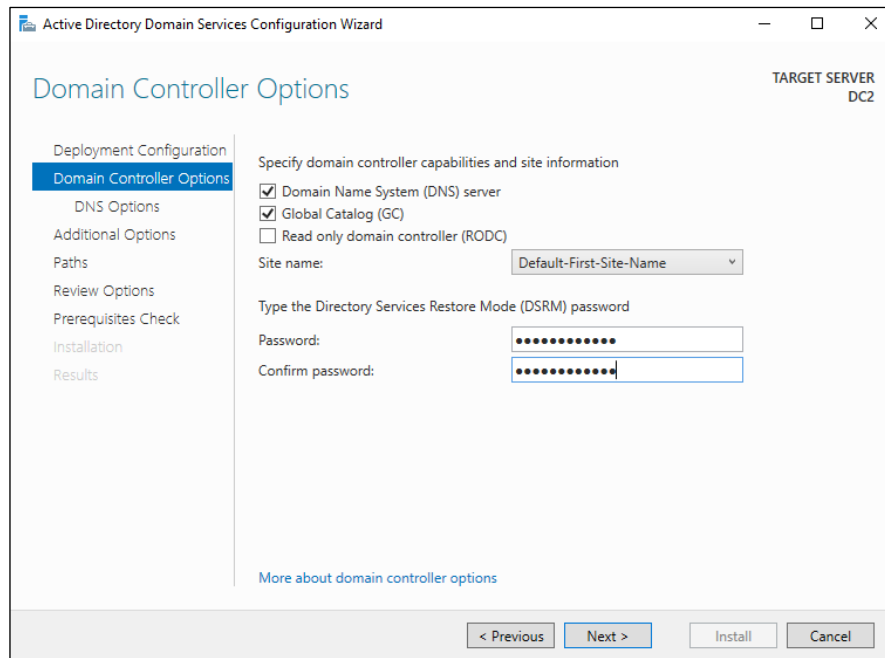 Active Directory Domain Services Configuration Wizard
Domain Controller Options
TARGET SERVER
DC2
Deployment Configuration
Domain Controller Options
DNS Options
Additional Options
Paths
Review Options
Prerequisites Check
Installation
Results
Specify domain controller capabilities and site information
Domain Name System (DNS) server
Global Catalog (GC)
Read only domain controller (RODC)
Site name: Default-First-Site-Name
Type the Directory Services Restore Mode (DSRM) password
Password: ●●●●●●●●●●●●
Confirm password: ●●●●●●●●●●●●
More about domain controller options
< Previous Next > Install Cancel